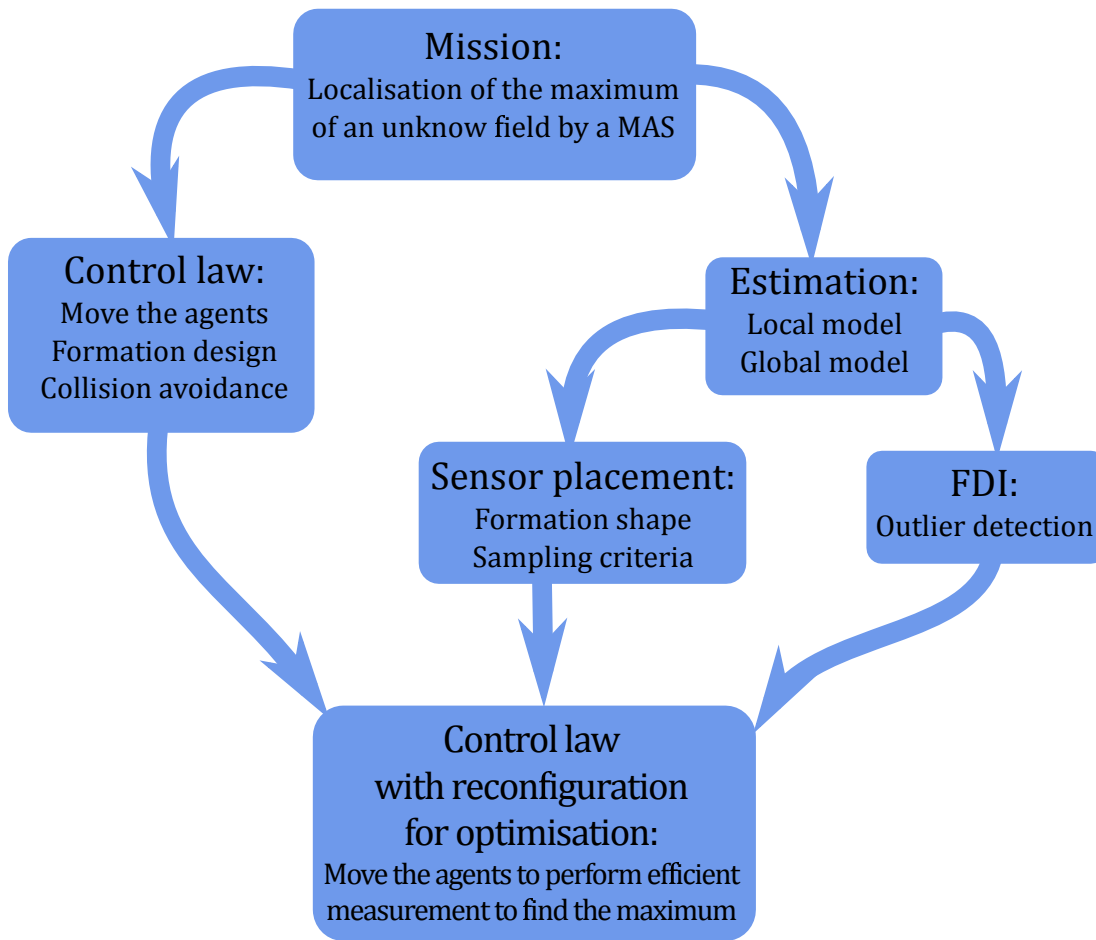 Mission:
Localisation of the maximum
of an unknow field by a MAS
Control law:
Move the agents
Formation design
Collision avoidance
Estimation:
Local model
Global model
Sensor placement:
Formation shape
Sampling criteria
FDI:
Outlier detection
Control law
with reconfiguration
for optimisation:
Move the agents to perform efficient
measurement to find the maximum